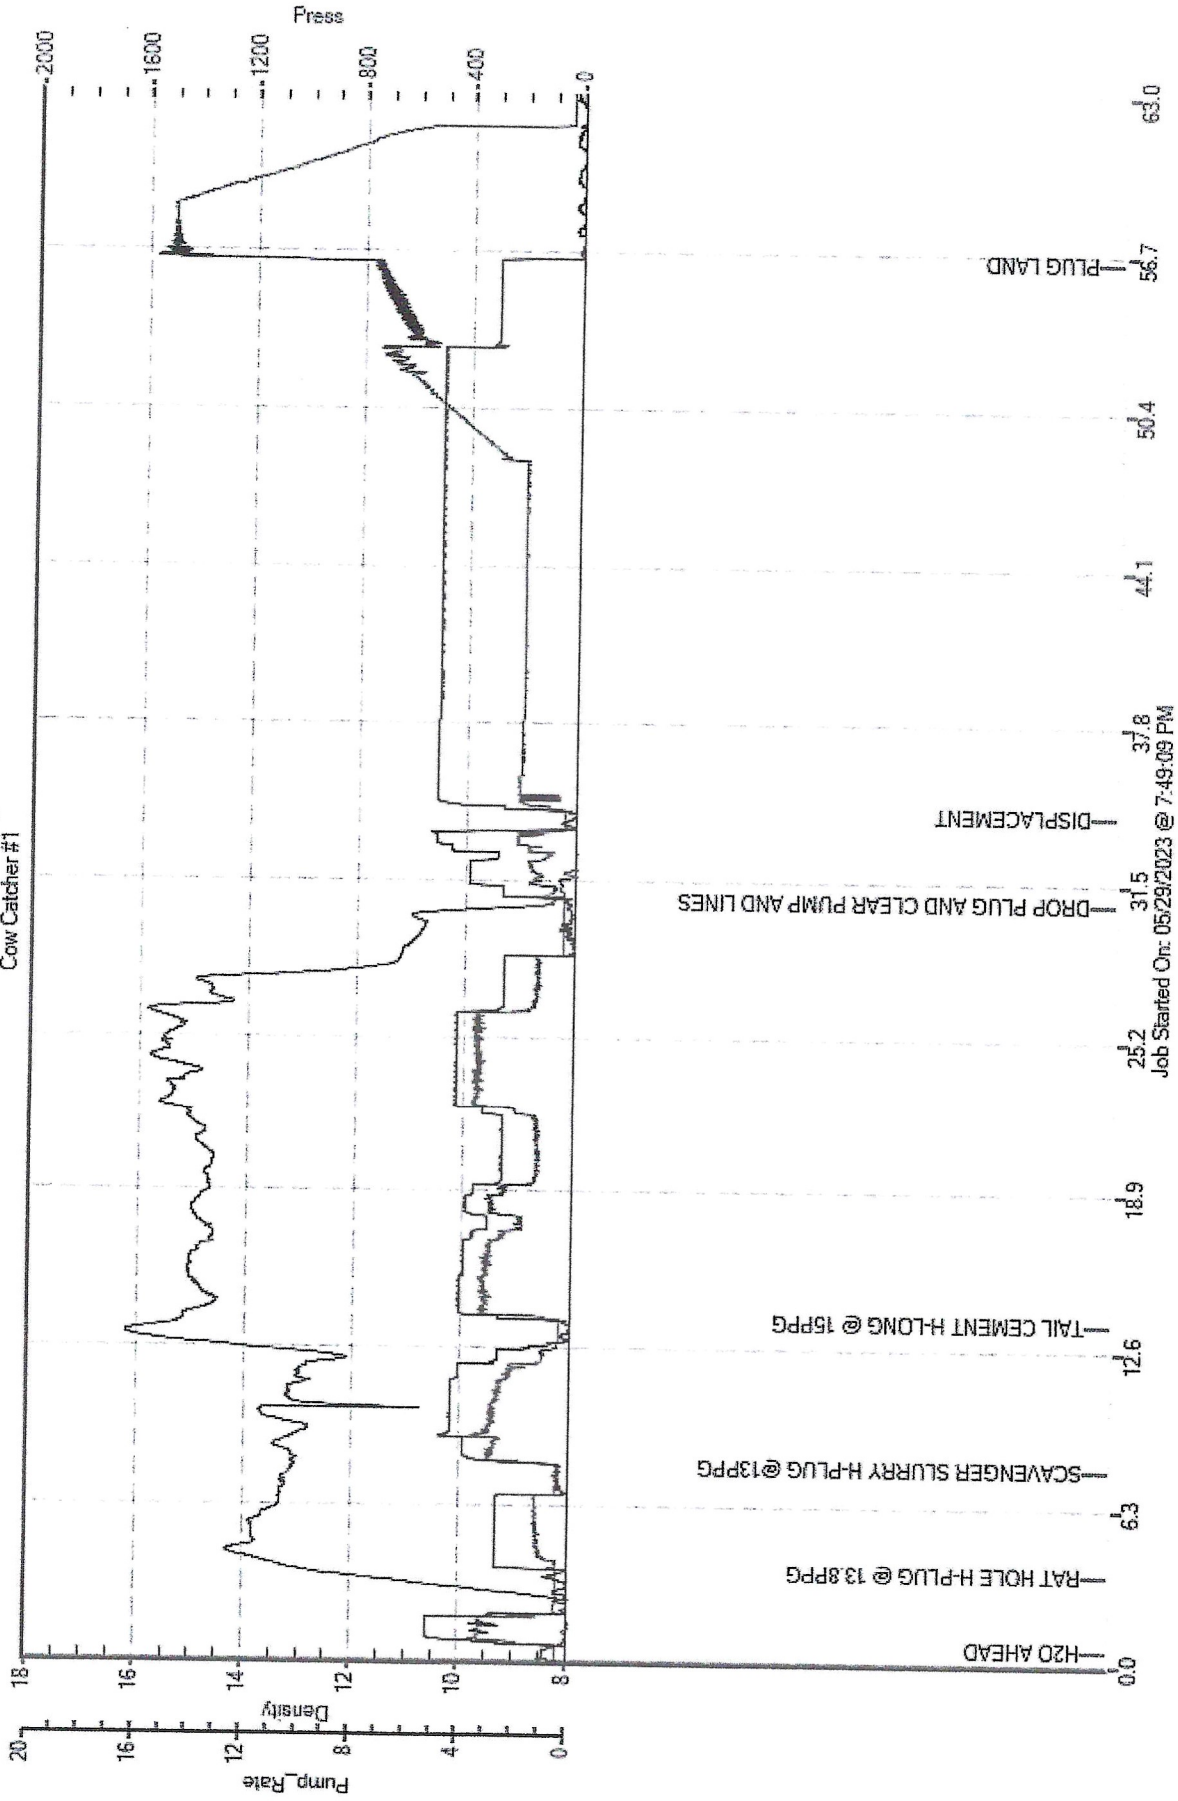 Cow Catcher #1
Pump_Rate
20
16
12
8
4
0
Density
18
16
14
12
10
8
Press
2000
1600
1200
800
400
0
0.0
6.3
12.6
18.9
25.2
31.5
37.8
44.1
50.4
56.7
63.0
H2O AHEAD
RAT HOLE H-PLUG @ 13.8PPG
SCAVENGER SLURRY H-PLUG @13PPG
TAIL CEMENT H-LONG @ 15PPG
DROP PLUG AND CLEAR PUMP AND LINES
DISPLACEMENT
PLUG LAND
Job Started On: 05/29/2023 @ 7:49:09 PM